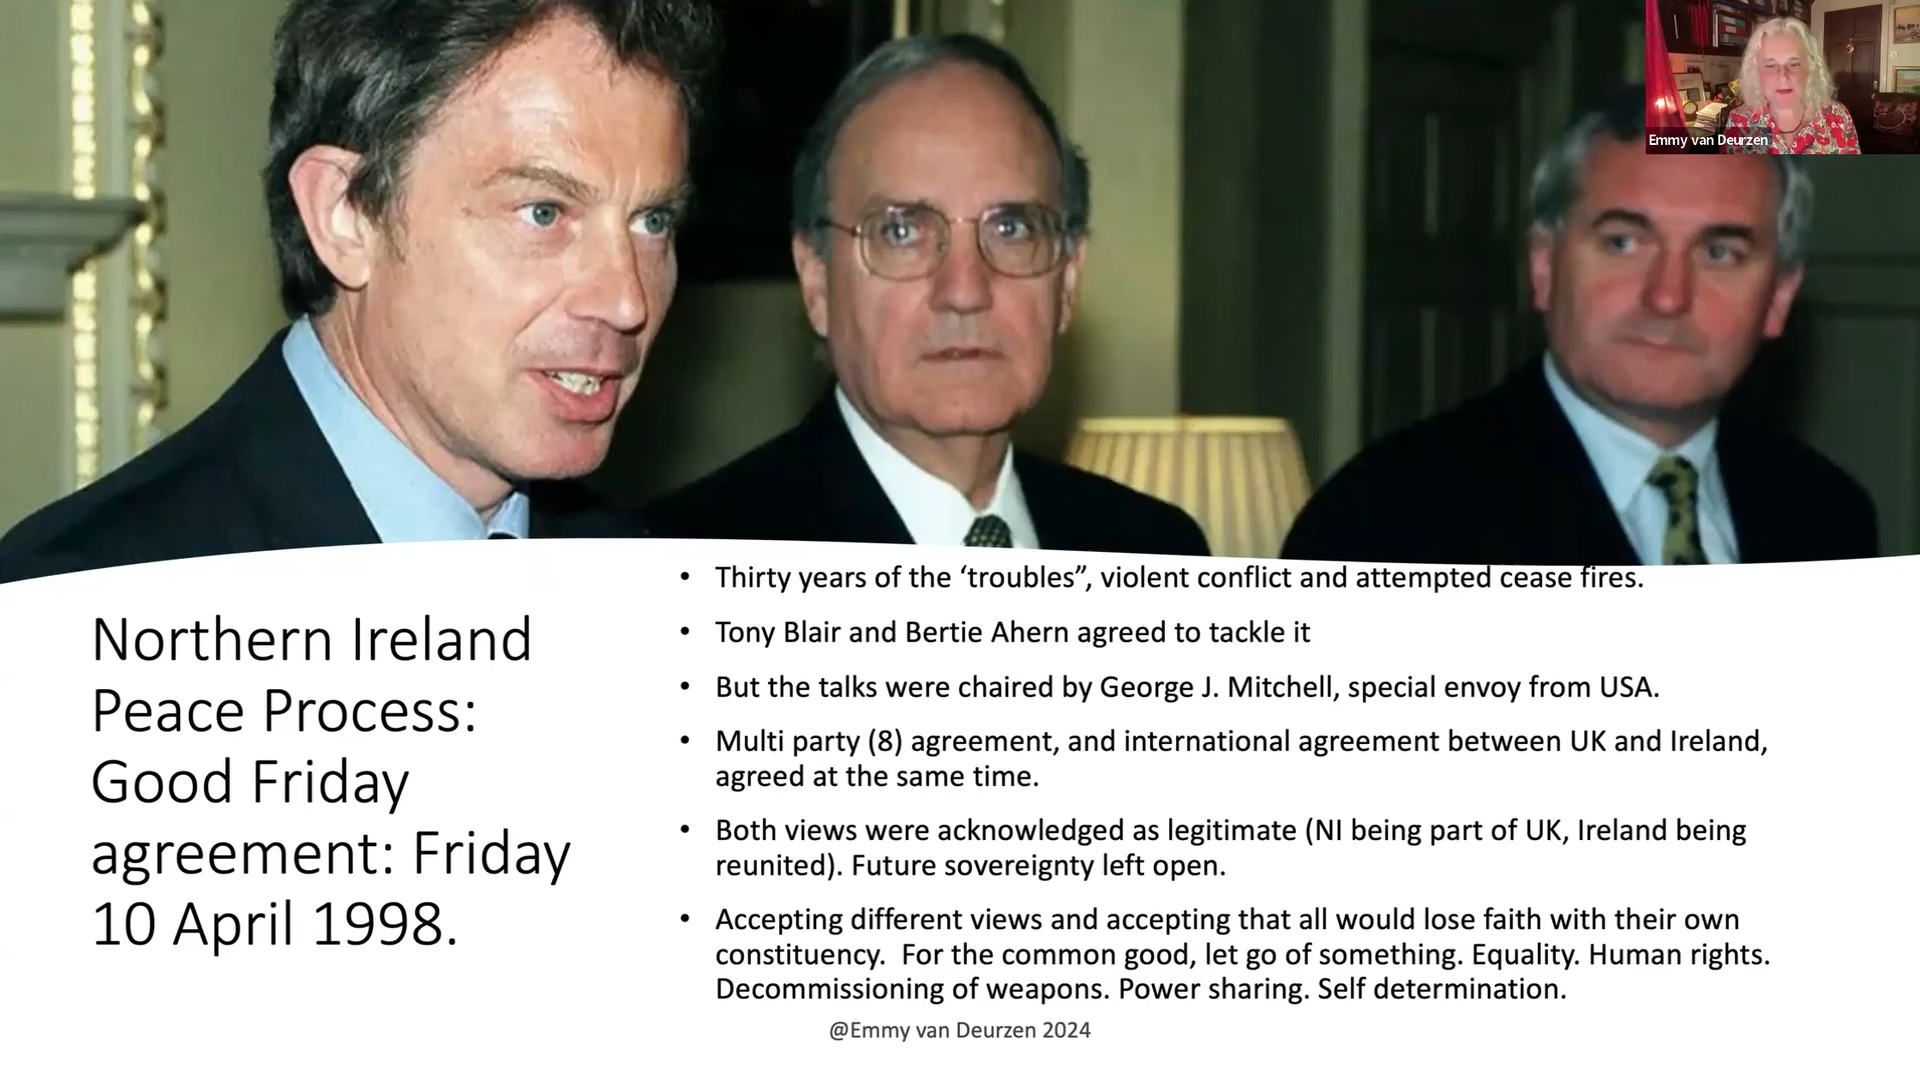 Emmy van Deurzen
Northern Ireland
Peace Process:
Good Friday
agreement: Friday
10 April 1998.
• Thirty years of the ‘troubles”, violent conflict and attempted cease fires.
• Tony Blair and Bertie Ahern agreed to tackle it
• But the talks were chaired by George J. Mitchell, special envoy from USA.
• Multi party (8) agreement, and international agreement between UK and Ireland,
agreed at the same time.
• Both views were acknowledged as legitimate (NI being part of UK, Ireland being
reunited). Future sovereignty left open.
• Accepting different views and accepting that all would lose faith with their own
constituency.  For the common good, let go of something. Equality. Human rights.
Decommissioning of weapons. Power sharing. Self determination.
@Emmy van Deurzen 2024